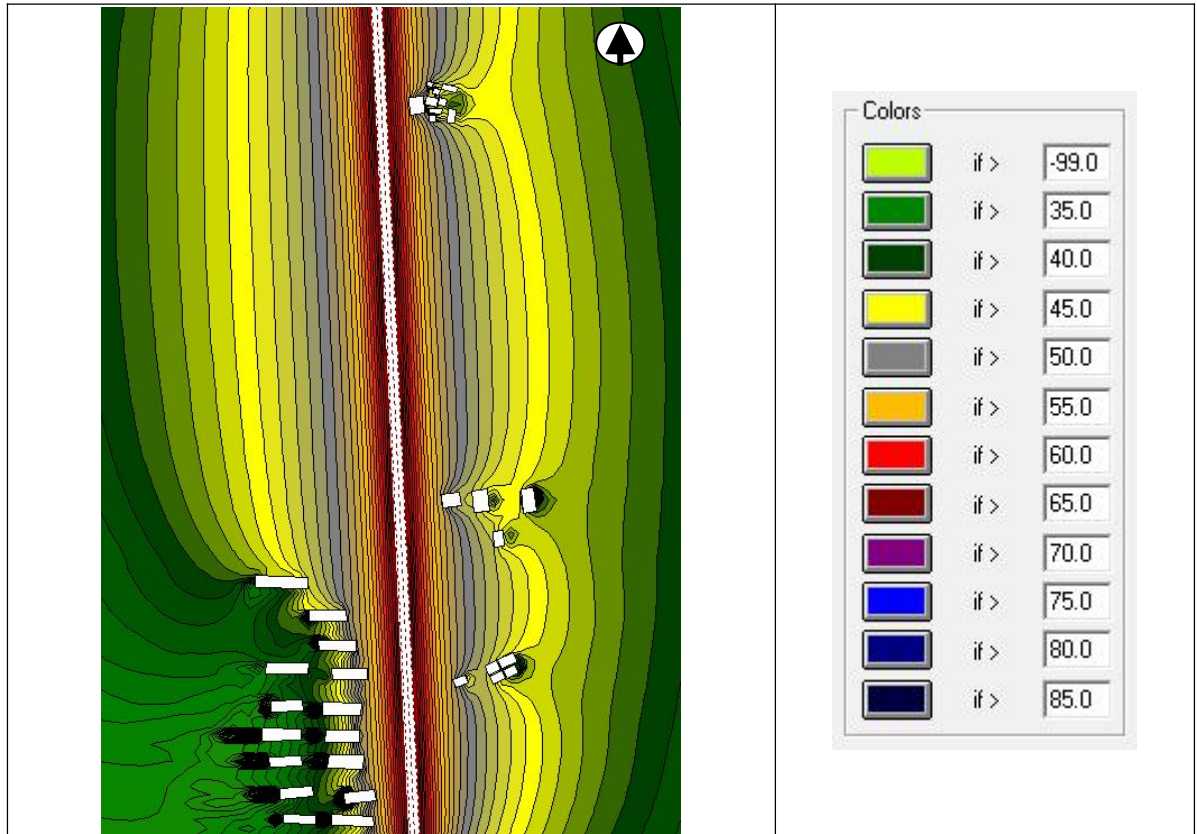 Colors
if > -99.0
if > 35.0
if > 40.0
if > 45.0
if > 50.0
if > 55.0
if > 60.0
if > 65.0
if > 70.0
if > 75.0
if > 80.0
if > 85.0